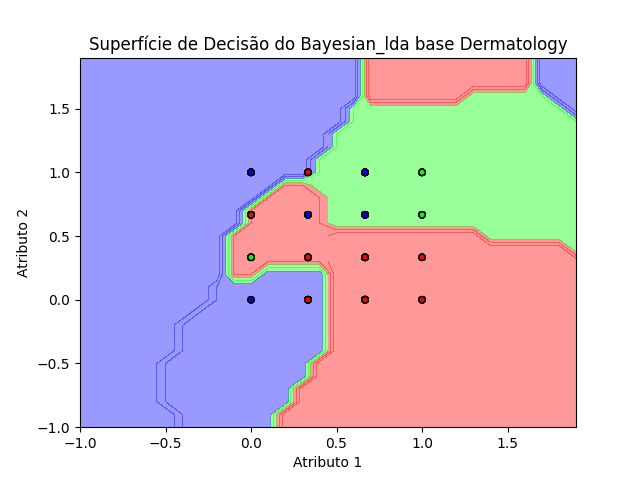 Superfície de Decisão do Bayesian_lda base Dermatology
1.5
1.0
0.5
0.0
−0.5
−1.0
Atributo 2
−1.0 −0.5 0.0 0.5 1.0 1.5
Atributo 1